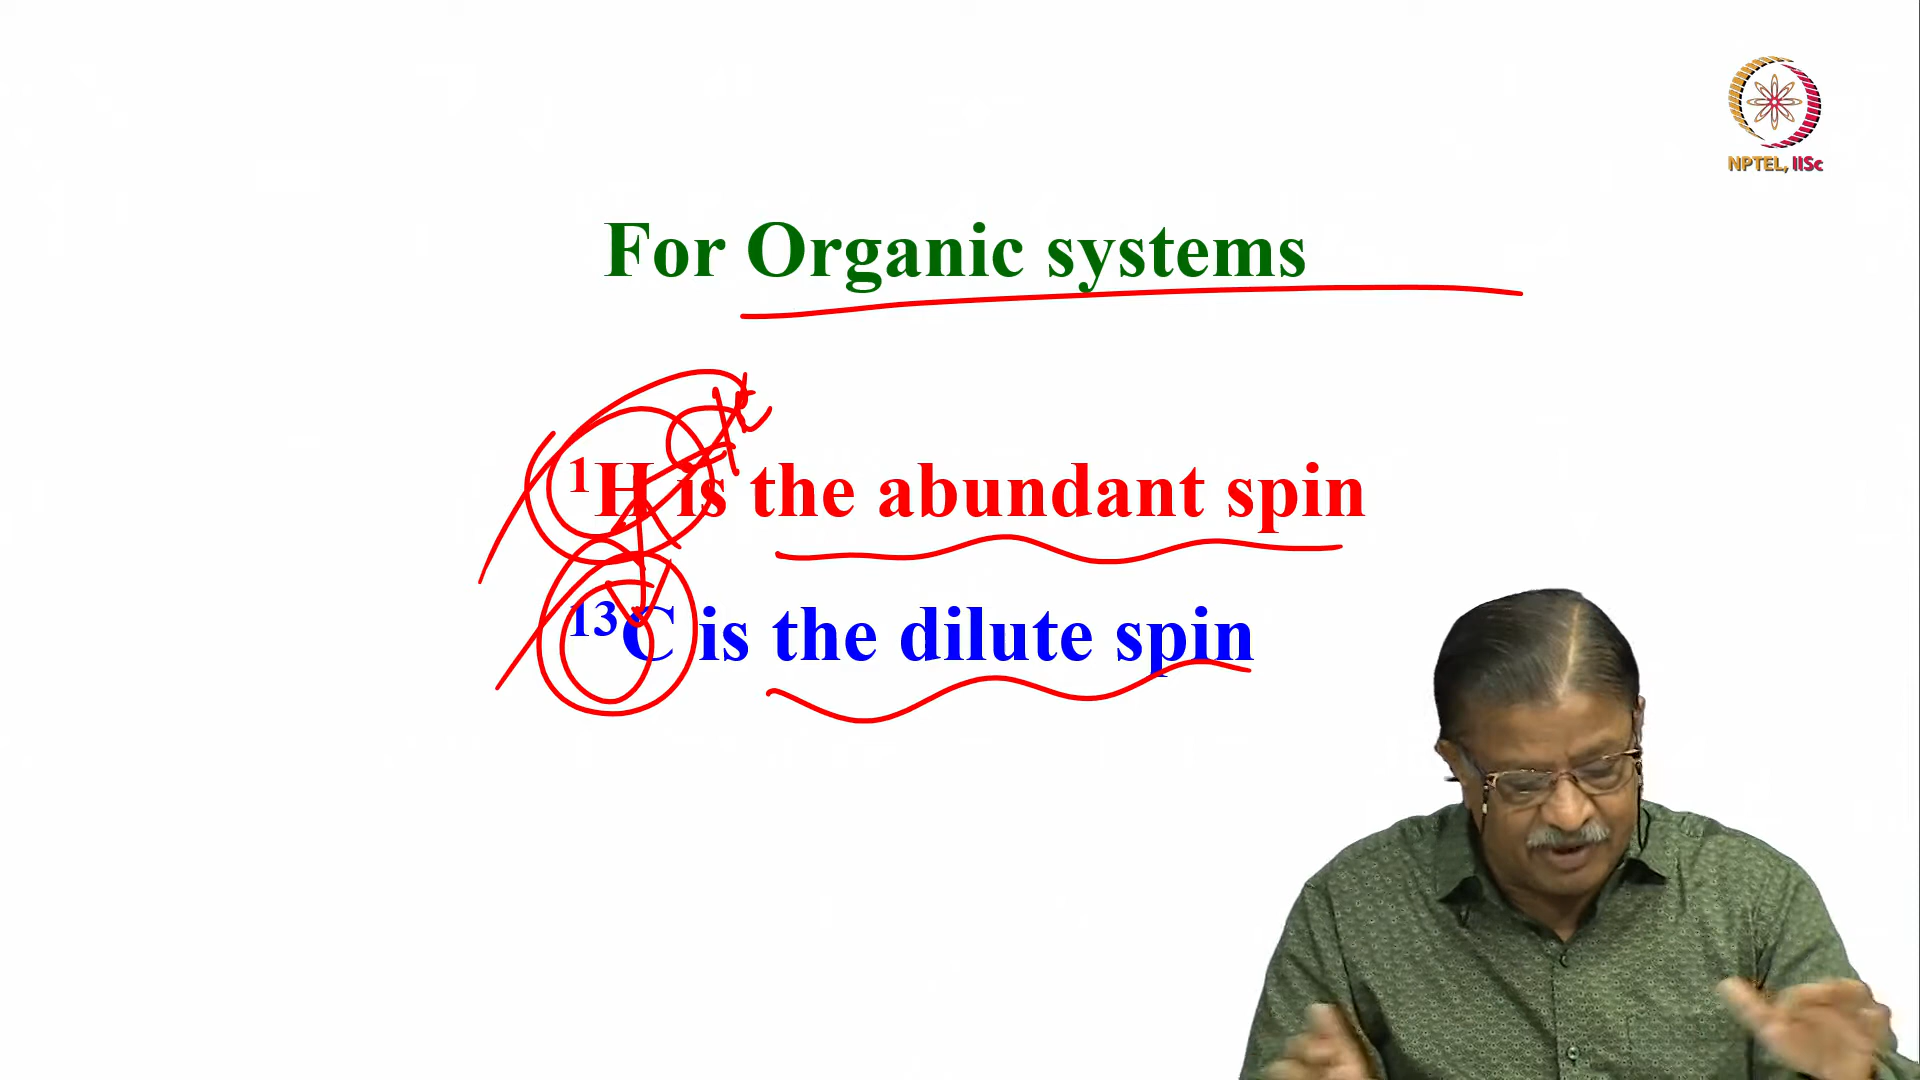 NPTEL, IISc
For Organic systems
¹H is the abundant spin
¹³C is the dilute spin